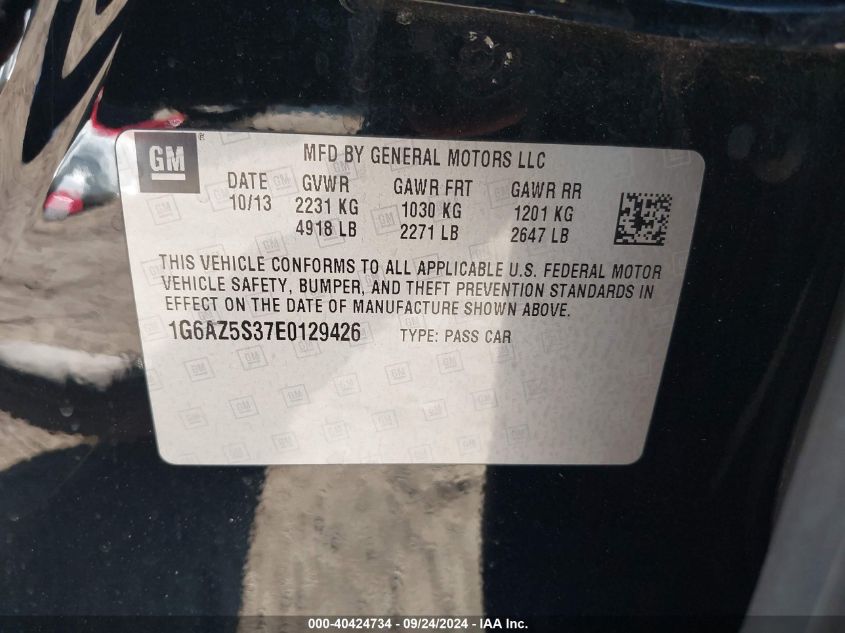 GM ®
MFD BY GENERAL MOTORS LLC
DATE GVWR GAWR FRT GAWR RR
10/13 2231 KG 1030 KG 1201 KG
4918 LB 2271 LB 2647 LB
THIS VEHICLE CONFORMS TO ALL APPLICABLE U.S. FEDERAL MOTOR
VEHICLE SAFETY, BUMPER, AND THEFT PREVENTION STANDARDS IN
EFFECT ON THE DATE OF MANUFACTURE SHOWN ABOVE.
1G6AZ5S37E0129426 TYPE: PASS CAR
000-40424734 - 09/24/2024 - IAA Inc.